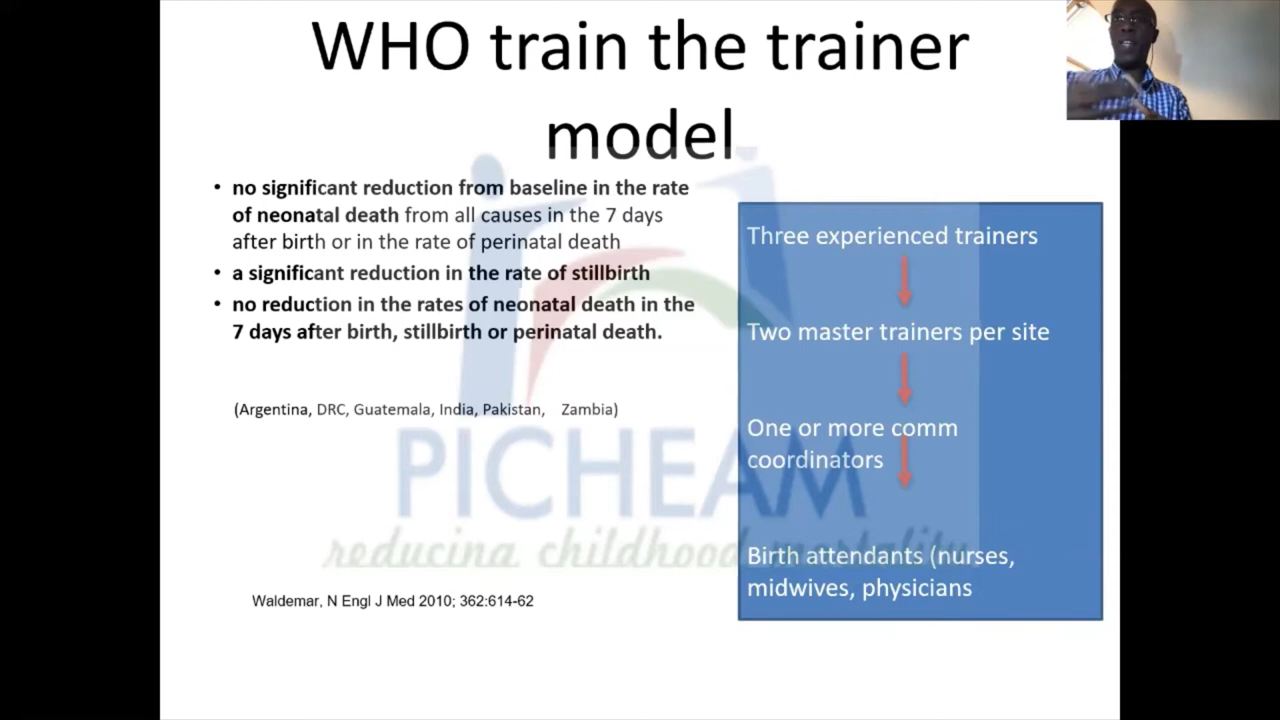 WHO train the trainer
model
• no significant reduction from baseline in the rate
of neonatal death from all causes in the 7 days
after birth or in the rate of perinatal death
• a significant reduction in the rate of stillbirth
• no reduction in the rates of neonatal death in the
7 days after birth, stillbirth or perinatal death.
(Argentina, DRC, Guatemala, India, Pakistan, Zambia)
Waldemar, N Engl J Med 2010; 362:614-62
Three experienced trainers
Two master trainers per site
One or more comm
coordinators
Birth attendants (nurses,
midwives, physicians
PICHEAM
reducing childhood mortality